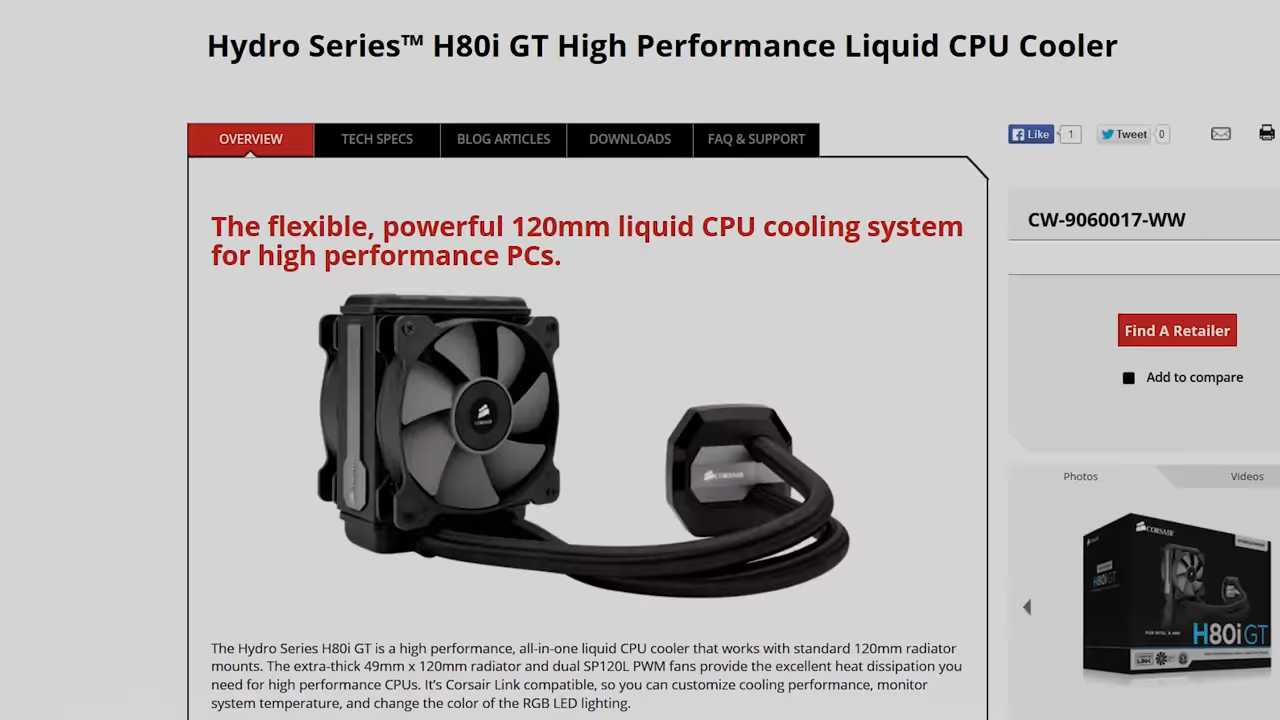 Hydro Series™ H80i GT High Performance Liquid CPU Cooler
OVERVIEW
TECH SPECS
BLOG ARTICLES
DOWNLOADS
FAQ & SUPPORT
Like
1
Tweet
0
CW-9060017-WW
The flexible, powerful 120mm liquid CPU cooling system
for high performance PCs.
Find A Retailer
Add to compare
CORSAIR
CORSAIR
Photos
Videos
CORSAIR
H80iGT
H80iGT
The Hydro Series H80i GT is a high performance, all-in-one liquid CPU cooler that works with standard 120mm radiator
mounts. The extra-thick 49mm x 120mm radiator and dual SP120L PWM fans provide the excellent heat dissipation you
need for high performance CPUs. It's Corsair Link compatible, so you can customize cooling performance, monitor
system temperature, and change the color of the RGB LED lighting.